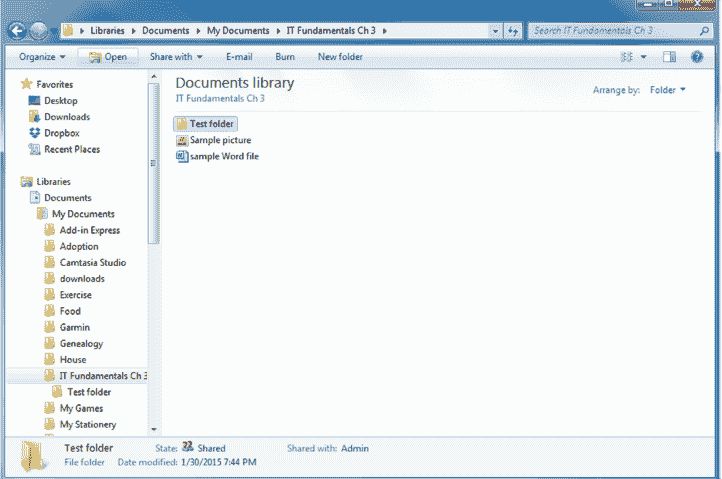 Libraries Documents My Documents IT Fundamentals Ch 3
Search IT Fundamentals Ch 3
Organize Open Share with E-mail Burn New folder
Favorites
Desktop
Downloads
Dropbox
Recent Places
Libraries
Documents
My Documents
Add-in Express
Adoption
Camtasia Studio
downloads
Exercise
Food
Garmin
Genealogy
House
IT Fundamentals Ch 3
Test folder
My Games
My Stationery
Documents library
IT Fundamentals Ch 3
Arrange by: Folder
Test folder
Sample picture
sample Word file
Test folder State: Shared Shared with: Admin
File folder Date modified: 1/30/2015 7:44 PM